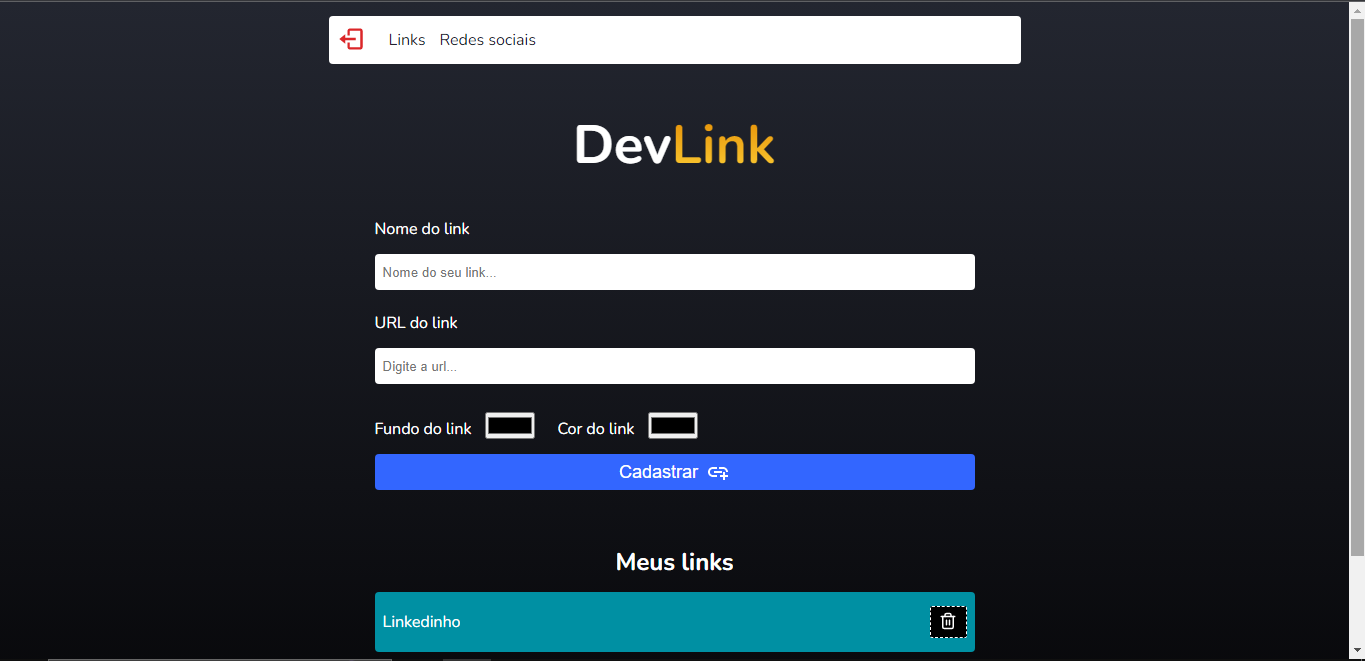 Links Redes sociais
DevLink
Nome do link
Nome do seu link...
URL do link
Digite a url...
Fundo do link Cor do link
Cadastrar
Meus links
Linkedinho